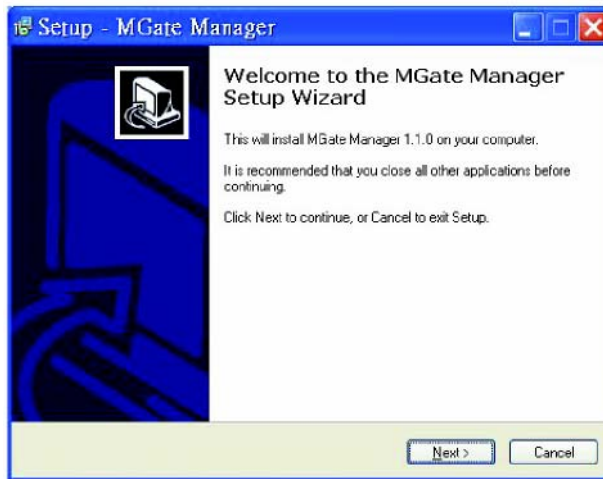 Setup - MGate Manager
Welcome to the MGate Manager
Setup Wizard
This will install MGate Manager 1.1.0 on your computer.
It is recommended that you close all other applications before
continuing.
Click Next to continue, or Cancel to exit Setup.
Next >
Cancel